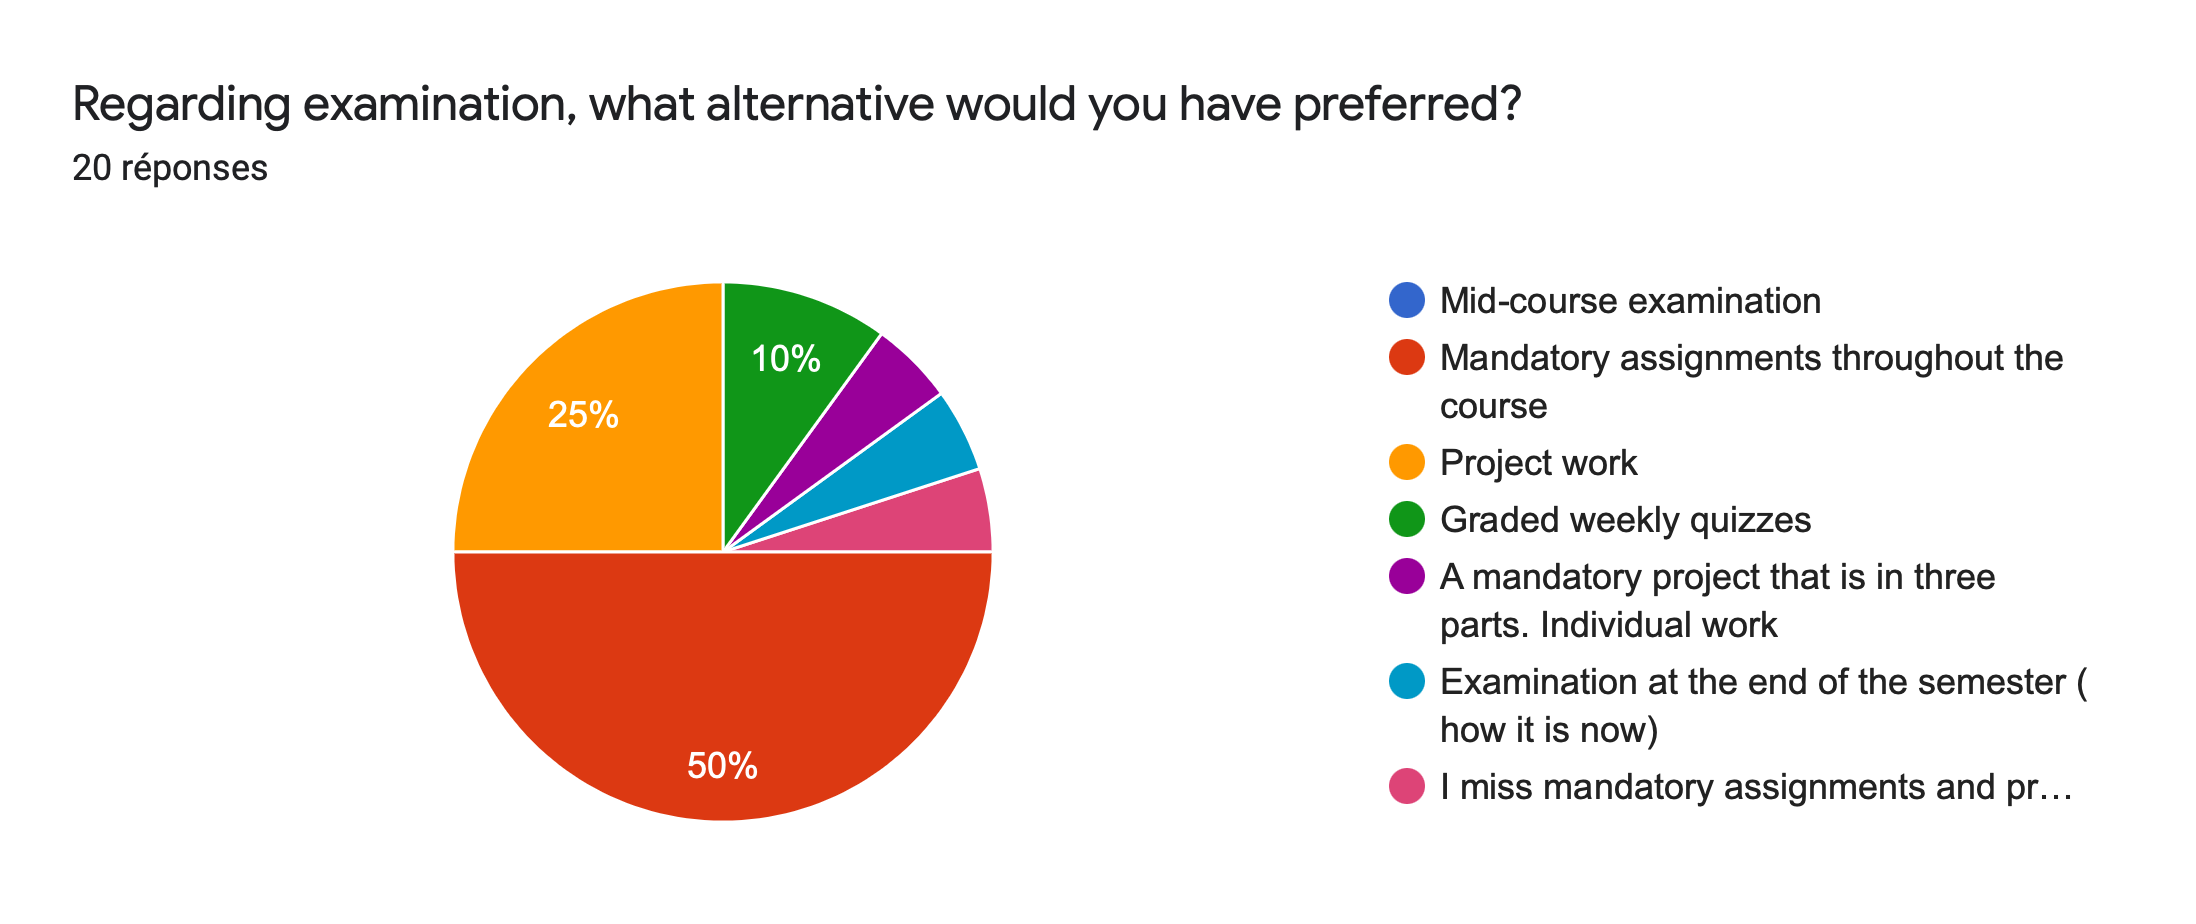 Regarding examination, what alternative would you have preferred?
20 réponses
10%
25%
50%
Mid-course examination
Mandatory assignments throughout the
course
Project work
Graded weekly quizzes
A mandatory project that is in three
parts. Individual work
Examination at the end of the semester (
how it is now)
I miss mandatory assignments and pr…